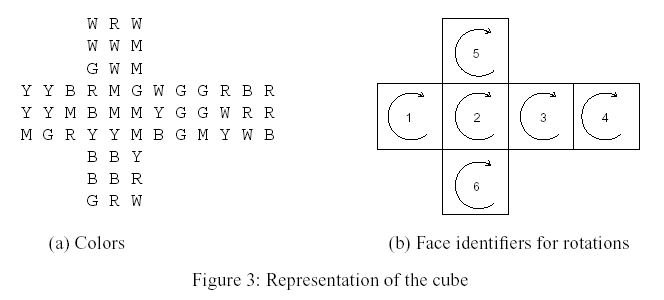 W R W
W W M
G W M
Y Y B R M G W G G R B R
Y Y M B M M Y G G W R R
M G R Y Y M B G M Y W B
B B Y
B B R
G R W
5
1 2 3 4
6
(a) Colors
(b) Face identifiers for rotations
Figure 3: Representation of the cube